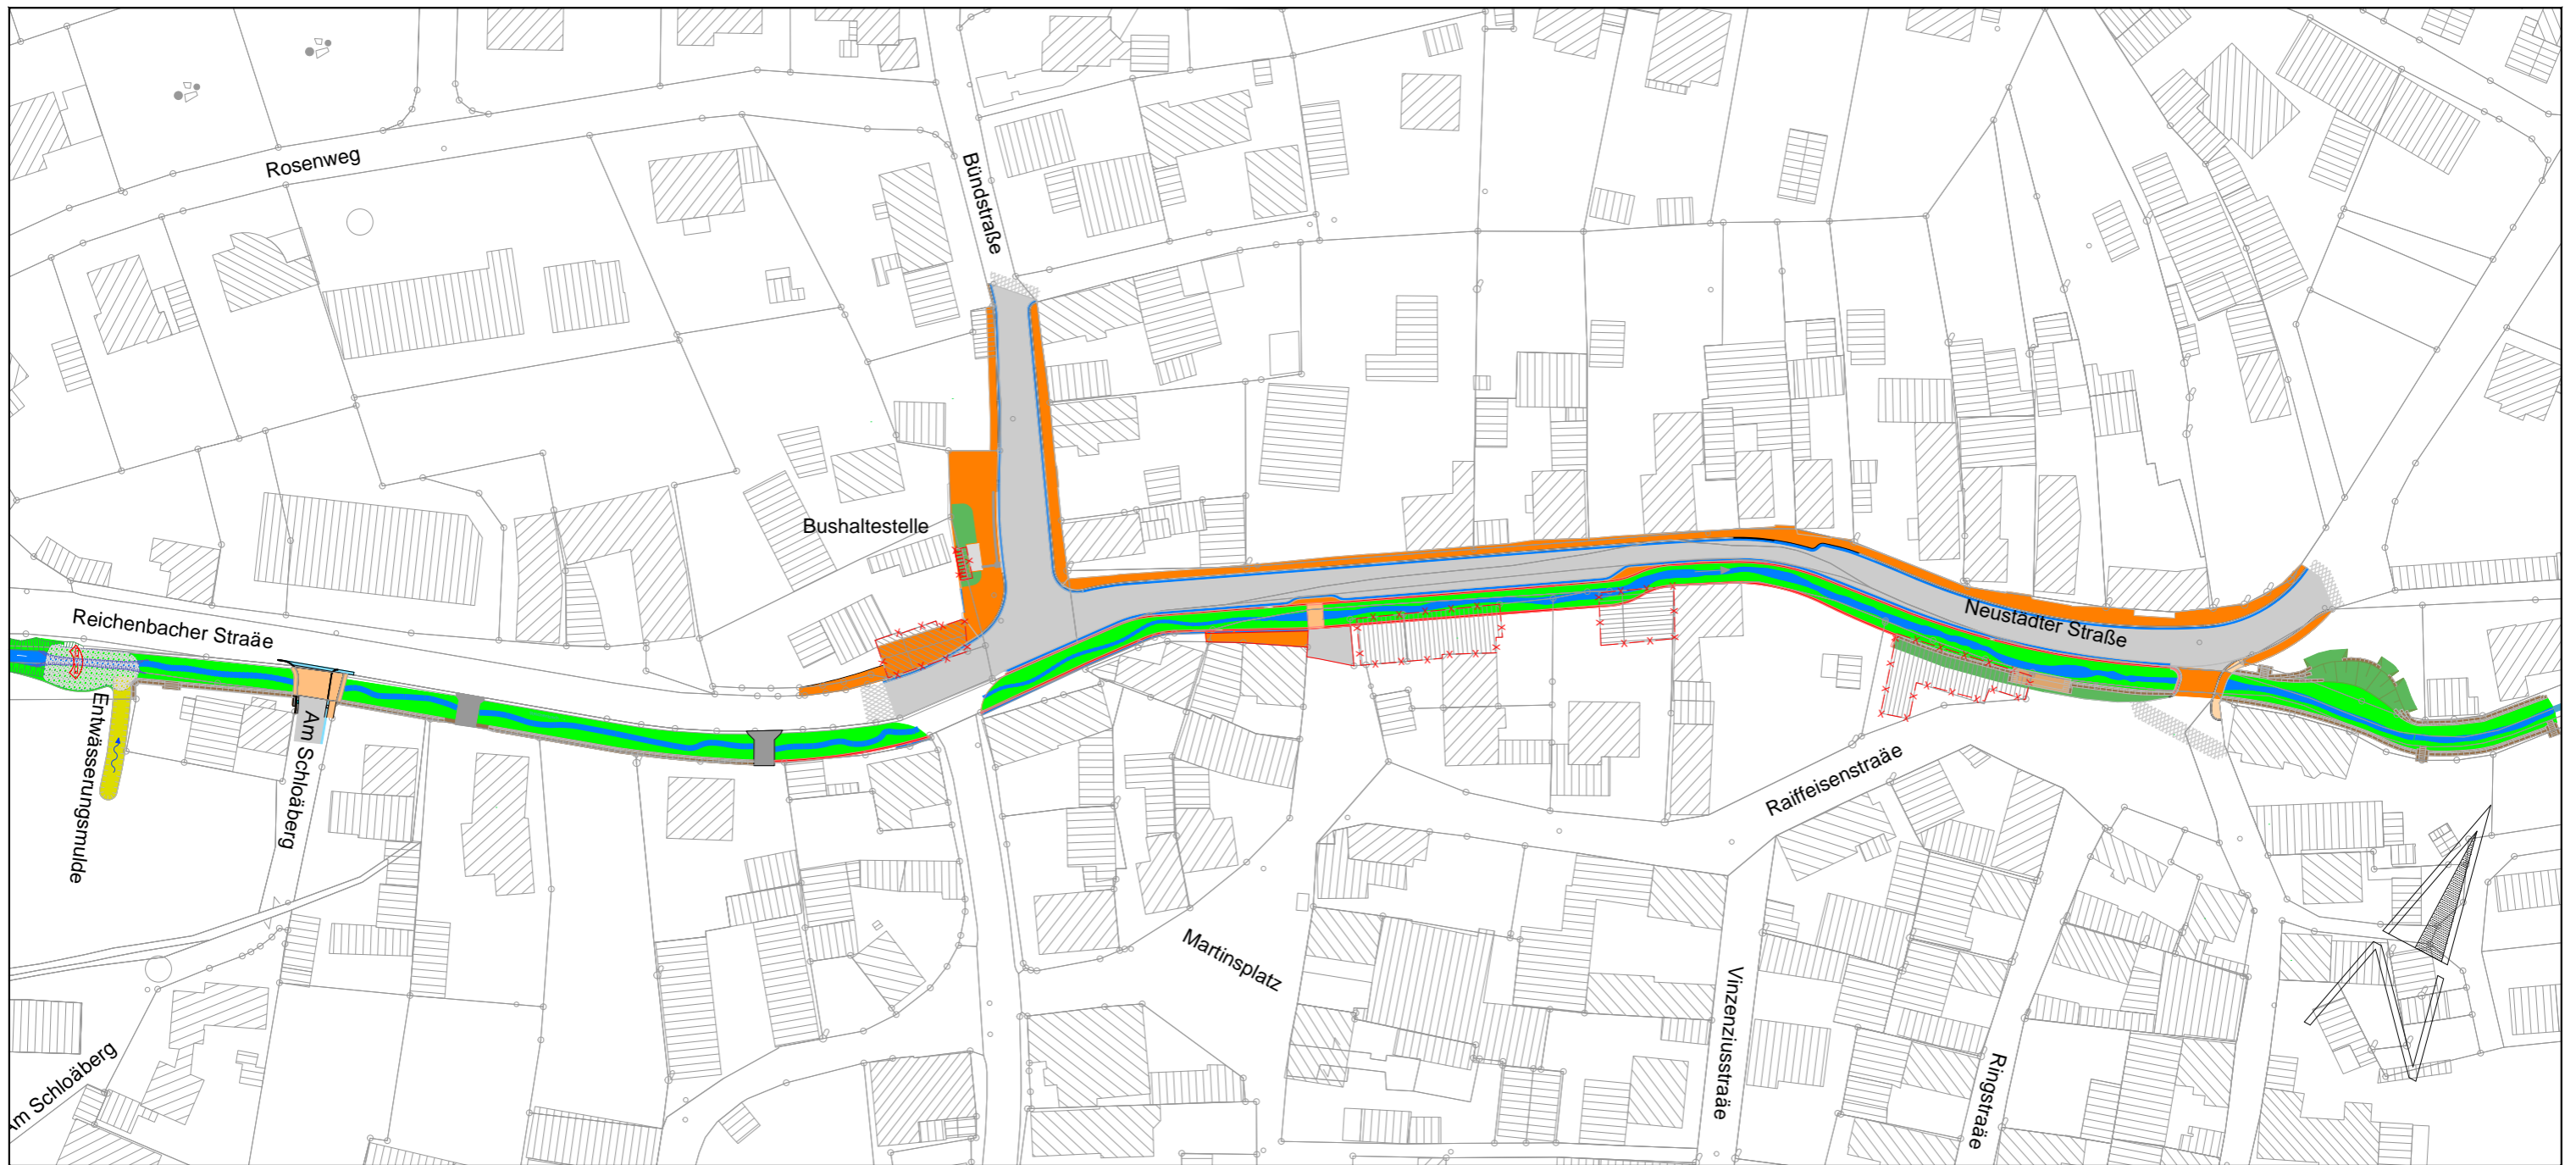 Rosenweg
Bündstraße
Bushaltestelle
Reichenbacher Straäe
Neustädter Straße
Entwässerungsmulde
Am Schloäberg
Raiffeisenstraäe
Martinsplatz
Vinzenziusstraäe
Ringstraäe
Am Schloäberg
N